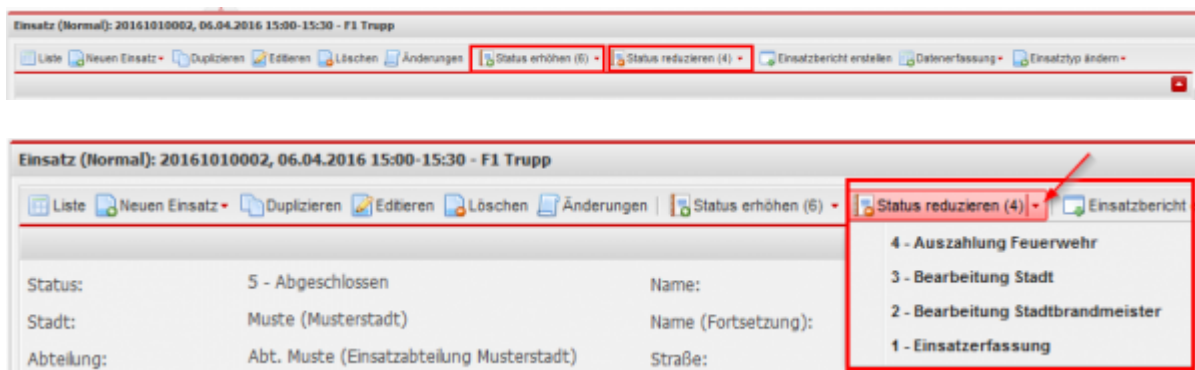 Einsatz (Normal): 20161010002, 06.04.2016 15:00-15:30 - F1 Trupp
Liste Neuen Einsatz Duplizieren Editieren Löschen Änderungen Status erhöhen (6) Status reduzieren (4) Einsatzbericht erstellen Datenerfassung Einsatztyp ändern
Einsatz (Normal): 20161010002, 06.04.2016 15:00-15:30 - F1 Trupp
Liste Neuen Einsatz Duplizieren Editieren Löschen Änderungen | Status erhöhen (6) Status reduzieren (4) Einsatzbericht
4 - Auszahlung Feuerwehr
Status: 5 - Abgeschlossen Name: 3 - Bearbeitung Stadt
Stadt: Muste (Musterstadt) Name (Fortsetzung): 2 - Bearbeitung Stadtbrandmeister
Abteilung: Abt. Muste (Einsatzabteilung Musterstadt) Straße: 1 - Einsatzerfassung